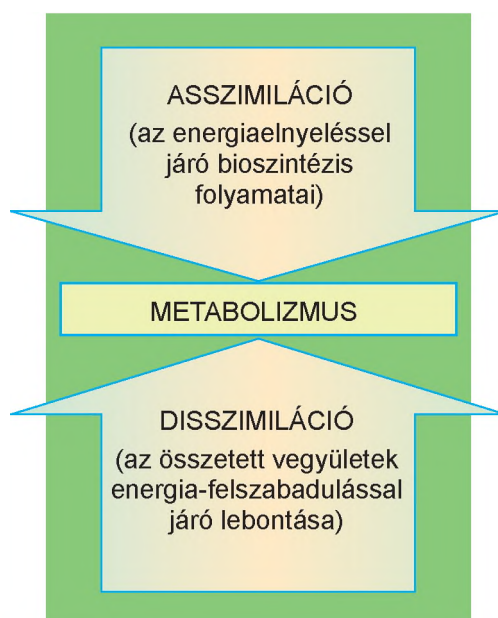 ASSZIMILÁCIÓ
(az energiaelnyeléssel
járó bioszintézis
folyamatai)
METABOLIZMUS
DISSZIMILÁCIÓ
(az összetett vegyületek
energia-felszabadulással
járó lebontása)